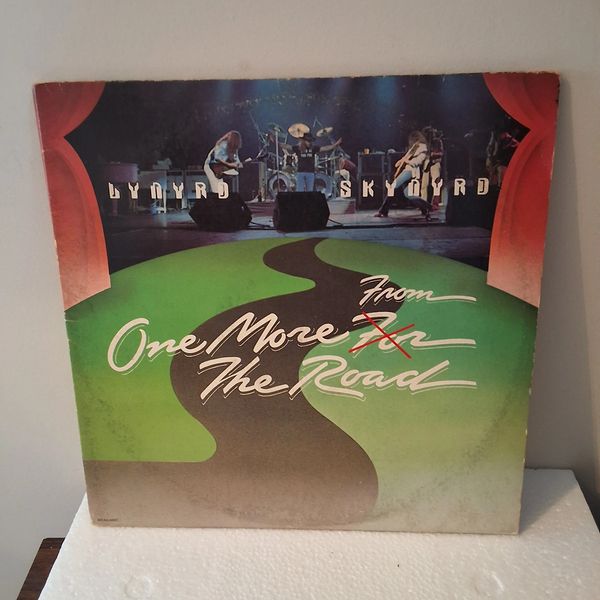 LYNYRD SKYNYRD
From
One More For
The Road